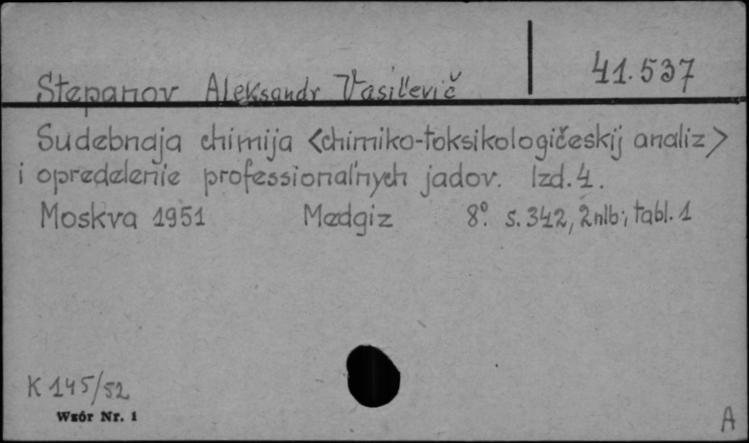 41.537
Stepanov Aleksandr Vasil'evič
Sudebnaja chimija <chimiko-toksikologičeskij analiz>
i opredelenie professional'nych jadov. Izd. 4.
Moskva 1951 Medgiz 8° s. 342, 2 nlb, tabl. 1
K 145/52
Wzór Nr. 1
A